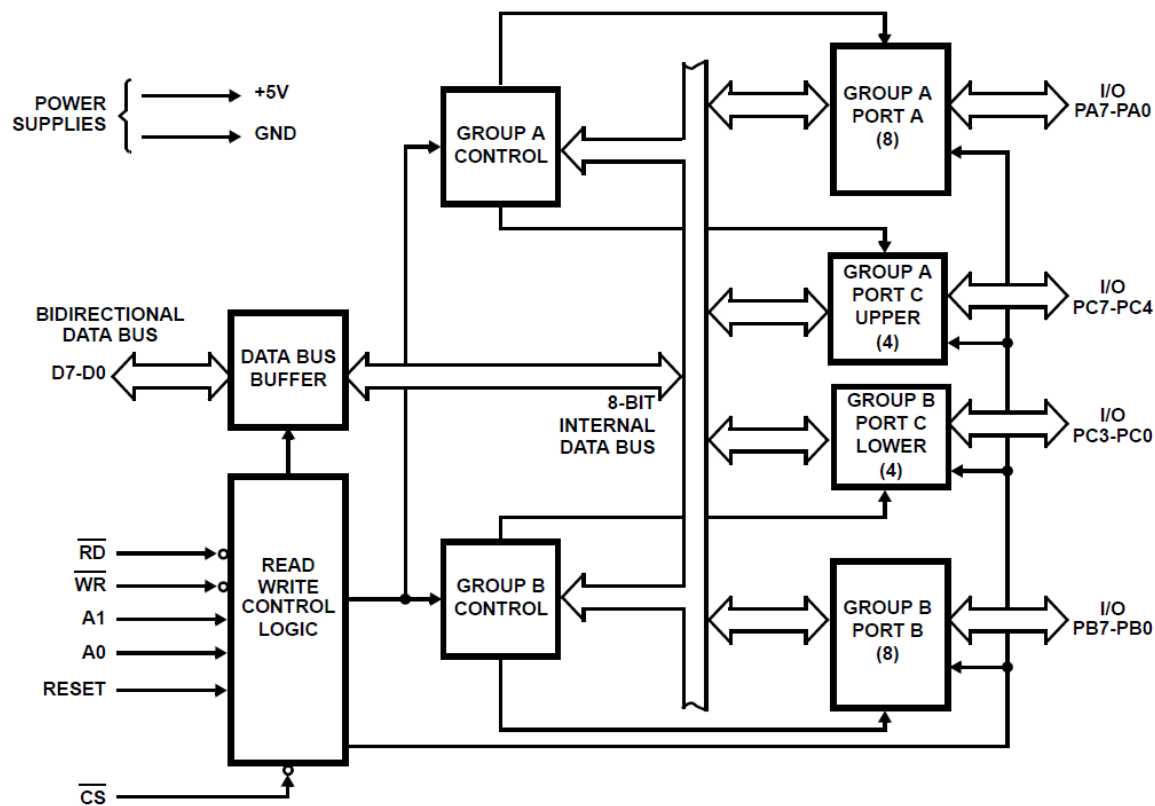 POWER
SUPPLIES
+5V
GND
GROUP A
CONTROL
GROUP A
PORT A
(8)
I/O
PA7-PA0
GROUP A
PORT C
UPPER
(4)
I/O
PC7-PC4
BIDIRECTIONAL
DATA BUS
D7-D0
DATA BUS
BUFFER
8-BIT
INTERNAL
DATA BUS
GROUP B
PORT C
LOWER
(4)
I/O
PC3-PC0
RD
WR
A1
A0
RESET
CS
READ
WRITE
CONTROL
LOGIC
GROUP B
CONTROL
GROUP B
PORT B
(8)
I/O
PB7-PB0